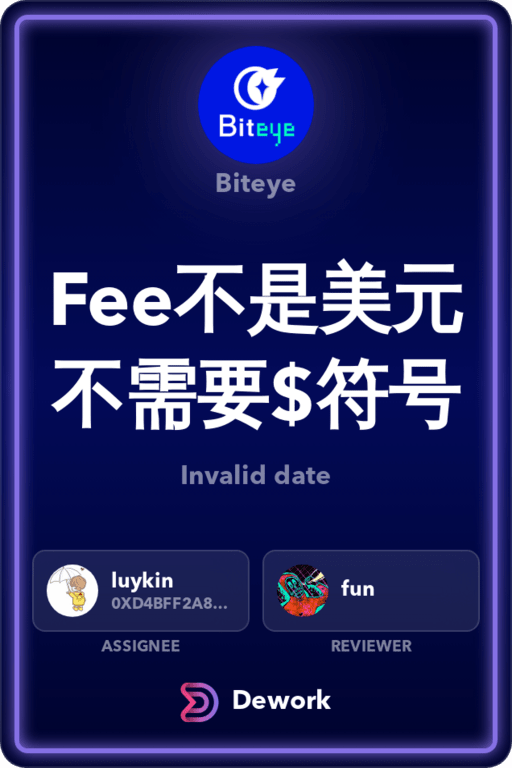 Biteye
Biteye
Fee不是美元
不需要$符号
Invalid date
luykin
0XD4BFF2A8...
fun
ASSIGNEE
REVIEWER
Dework